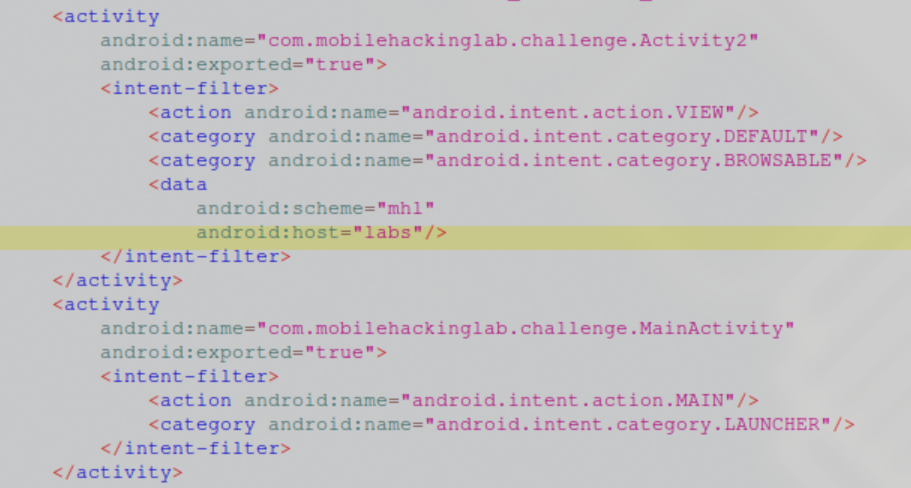 <activity
android:name="com.mobilehackinglab.challenge.Activity2"
android:exported="true">
<intent-filter>
<action android:name="android.intent.action.VIEW"/>
<category android:name="android.intent.category.DEFAULT"/>
<category android:name="android.intent.category.BROWSABLE"/>
<data
android:scheme="mhl"
android:host="labs"/>
</intent-filter>
</activity>
<activity
android:name="com.mobilehackinglab.challenge.MainActivity"
android:exported="true">
<intent-filter>
<action android:name="android.intent.action.MAIN"/>
<category android:name="android.intent.category.LAUNCHER"/>
</intent-filter>
</activity>